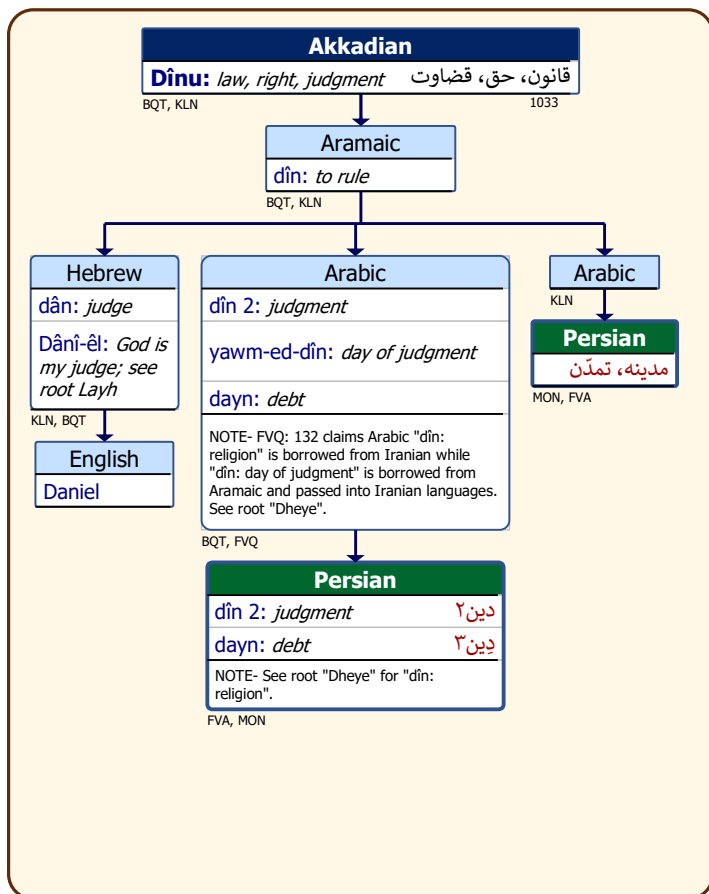 Akkadian
Dînu: law, right, judgment قانون، حق، قضاوت
BQT, KLN 1033
Aramaic
dîn: to rule
BQT, KLN
Hebrew
dân: judge
Dânî-êl: God is
my judge; see
root Layh
KLN, BQT
English
Daniel
Arabic
dîn 2: judgment
yawm-ed-dîn: day of judgment
dayn: debt
NOTE- FVQ: 132 claims Arabic "dîn:
religion" is borrowed from Iranian while
"dîn: day of judgment" is borrowed from
Aramaic and passed into Iranian languages.
See root "Dheye".
BQT, FVQ
Persian
dîn 2: judgment دین۲
dayn: debt دِین۳
NOTE- See root "Dheye" for "dîn:
religion".
FVA, MON
Arabic
KLN
Persian
مدینه، تمدّن
MON, FVA